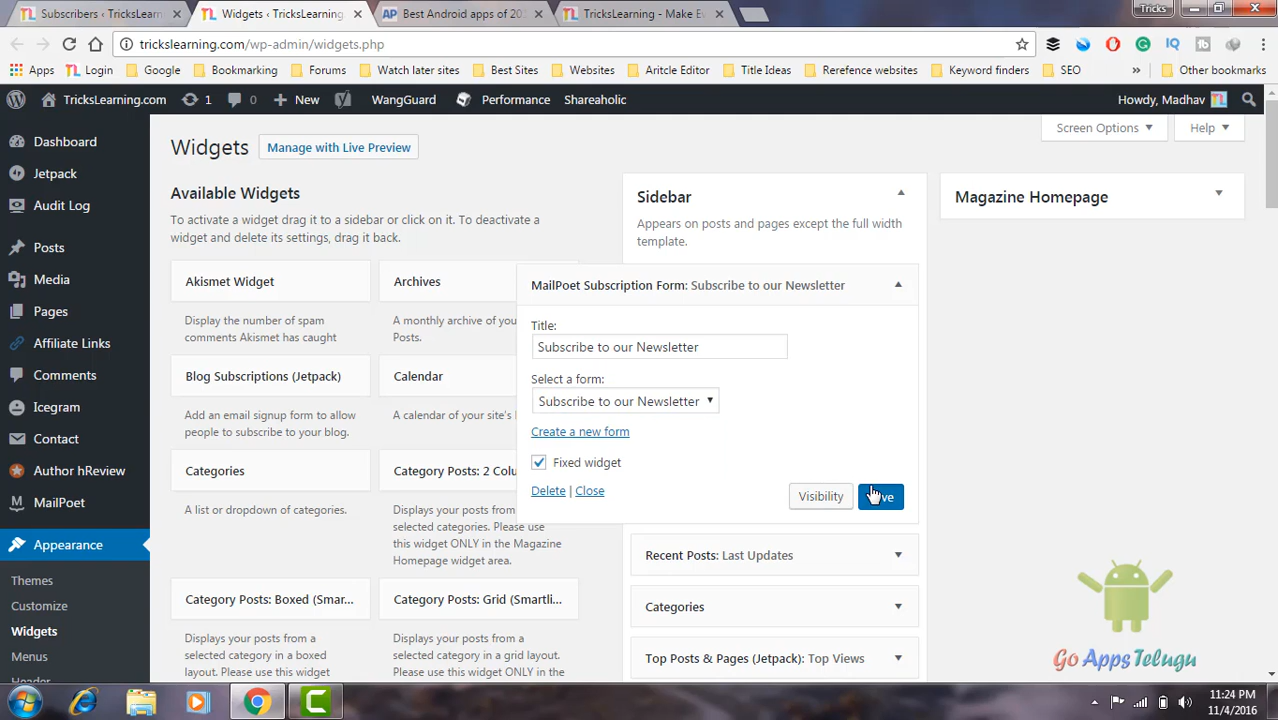 Subscribers ‹ TricksLearnin
Widgets ‹ TricksLearning.
Best Android apps of 20
TricksLearning - Make Ev
Tricks
trickslearning.com/wp-admin/widgets.php
Apps
Login
Google
Bookmarking
Forums
Watch later sites
Best Sites
Websites
Aritcle Editor
Title Ideas
Rerefence websites
Keyword finders
SEO
Other bookmarks
TricksLearning.com
1
0
New
WangGuard
Performance
Shareaholic
Howdy, Madhav
Dashboard
Jetpack
Audit Log
Posts
Media
Pages
Affiliate Links
Comments
Icegram
Contact
Author hReview
MailPoet
Appearance
Themes
Customize
Widgets
Menus
Header
Screen Options
Help
Widgets
Manage with Live Preview
Available Widgets
To activate a widget drag it to a sidebar or click on it. To deactivate a
widget and delete its settings, drag it back.
Akismet Widget
Display the number of spam
comments Akismet has caught
Archives
A monthly archive of you
Posts.
Blog Subscriptions (Jetpack)
Add an email signup form to allow
people to subscribe to your blog.
Calendar
A calendar of your site's
Categories
A list or dropdown of categories.
Category Posts: 2 Colu
Displays your posts from
selected categories. Please use
this widget ONLY in the Magazine
Homepage widget area.
Category Posts: Boxed (Smar...
Displays your posts from a
selected category in a boxed
layout. Please use this widget
Category Posts: Grid (Smartli...
Displays your posts from a
selected category in a grid layout.
Please use this widget ONLY in the
Sidebar
Appears on posts and pages except the full width
template.
MailPoet Subscription Form: Subscribe to our Newsletter
Title:
Subscribe to our Newsletter
Select a form:
Subscribe to our Newsletter
Create a new form
Fixed widget
Delete | Close
Visibility
Recent Posts: Last Updates
Categories
Top Posts & Pages (Jetpack): Top Views
Magazine Homepage
Go Apps Telugu
11:24 PM
11/4/2016